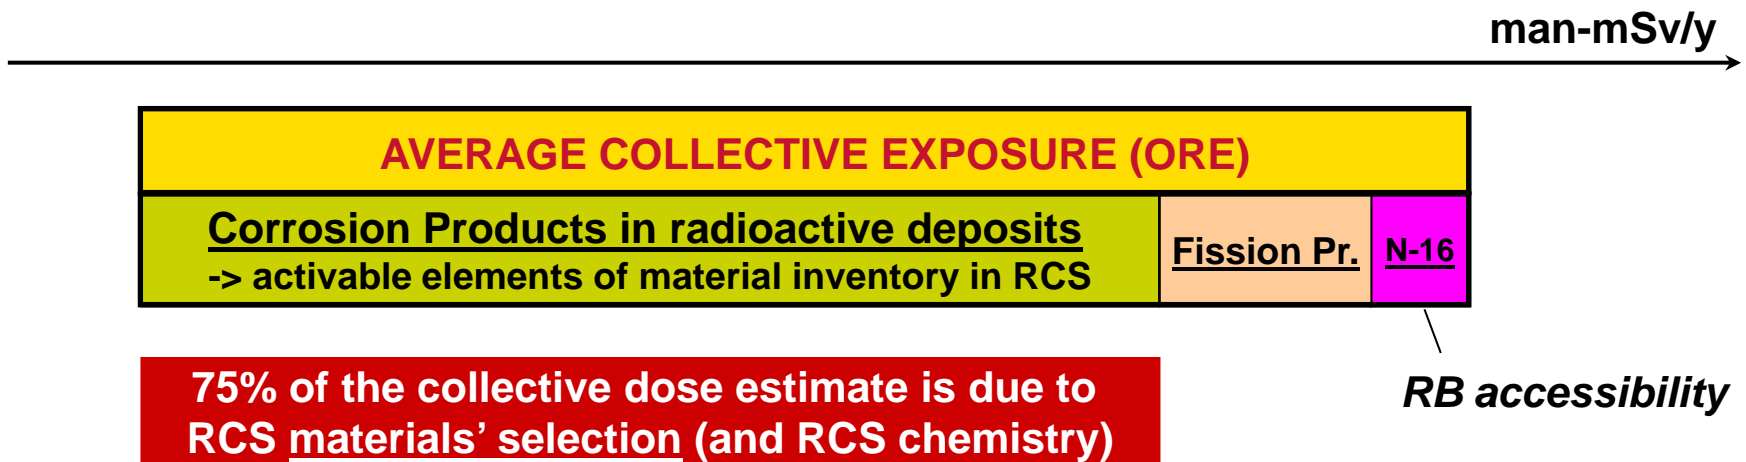 man-mSv/y
AVERAGE COLLECTIVE EXPOSURE (ORE)
Corrosion Products in radioactive deposits
-> activable elements of material inventory in RCS
Fission Pr.
N-16
75% of the collective dose estimate is due to
RCS materials’ selection (and RCS chemistry)
RB accessibility